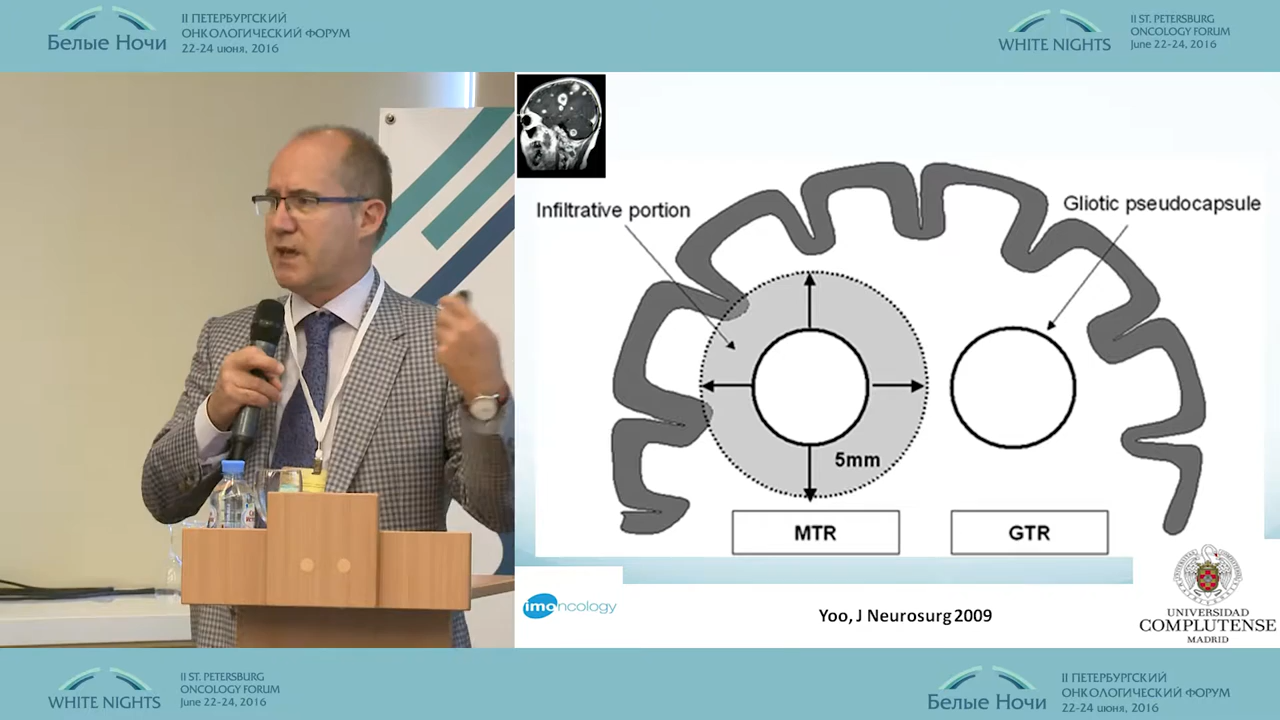 Белые Ночи
II ПЕТЕРБУРГСКИЙ
ОНКОЛОГИЧЕСКИЙ ФОРУМ
22-24 июня, 2016
WHITE NIGHTS
II ST. PETERSBURG
ONCOLOGY FORUM
June 22-24, 2016
Infiltrative portion
Gliotic pseudocapsule
5mm
MTR
GTR
imoncology
Yoo, J Neurosurg 2009
UNIVERSIDAD
COMPLUTENSE
MADRID
WHITE NIGHTS
II ST. PETERSBURG
ONCOLOGY FORUM
June 22-24, 2016
Белые Ночи
II ПЕТЕРБУРГСКИЙ
ОНКОЛОГИЧЕСКИЙ ФОРУМ
22-24 июня, 2016